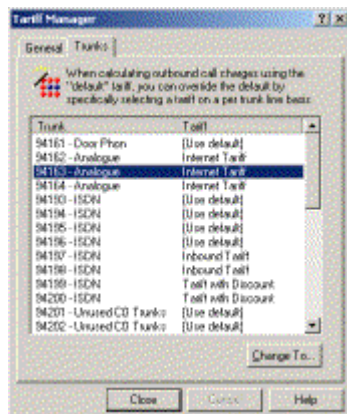 Tariff Manager
General Trunks
When calculating outbound call charges using the
"default" tariff, you can override the default by
specifically selecting a tariff on a per trunk line basis
Trunk Tariff
94161 - Door Phon (Use default)
94162 - Analogue Internet Tariff
94163 - Analogue Internet Tariff
94164 - Analogue Internet Tariff
94193 - ISDN (Use default)
94194 - ISDN (Use default)
94195 - ISDN (Use default)
94196 - ISDN (Use default)
94197 - ISDN Inbound Tariff
94198 - ISDN Inbound Tariff
94199 - ISDN Tariff with Discount
94200 - ISDN Tariff with Discount
94201 - Unused CO Trunks (Use default)
94202 - Unused CO Trunks (Use default)
Change To...
Close Cancel Help